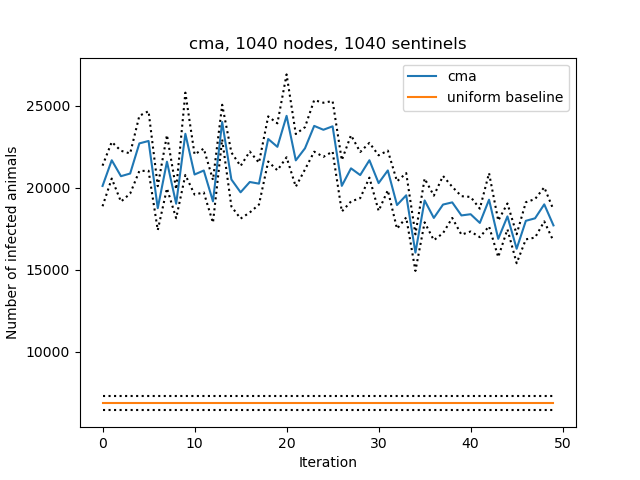 cma, 1040 nodes, 1040 sentinels
cma
uniform baseline
Number of infected animals
25000
20000
15000
10000
0 10 20 30 40 50
Iteration